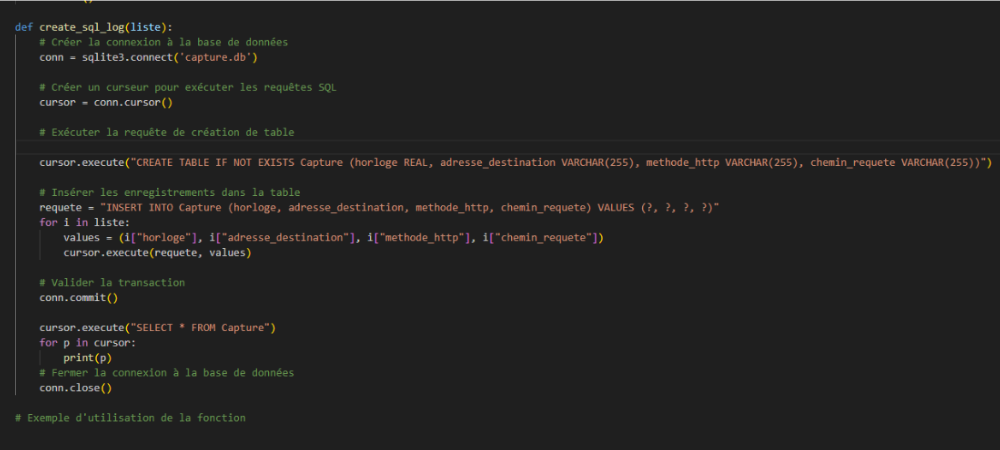 def create_sql_log(liste):
# Créer la connexion à la base de données
conn = sqlite3.connect('capture.db')
# Créer un curseur pour exécuter les requêtes SQL
cursor = conn.cursor()
# Exécuter la requête de création de table
cursor.execute("CREATE TABLE IF NOT EXISTS Capture (horloge REAL, adresse_destination VARCHAR(255), methode_http VARCHAR(255), chemin_requete VARCHAR(255))")
# Insérer les enregistrements dans la table
requete = "INSERT INTO Capture (horloge, adresse_destination, methode_http, chemin_requete) VALUES (?, ?, ?, ?)"
for i in liste:
values = (i["horloge"], i["adresse_destination"], i["methode_http"], i["chemin_requete"])
cursor.execute(requete, values)
# Valider la transaction
conn.commit()
cursor.execute("SELECT * FROM Capture")
for p in cursor:
print(p)
# Fermer la connexion à la base de données
conn.close()
# Exemple d'utilisation de la fonction